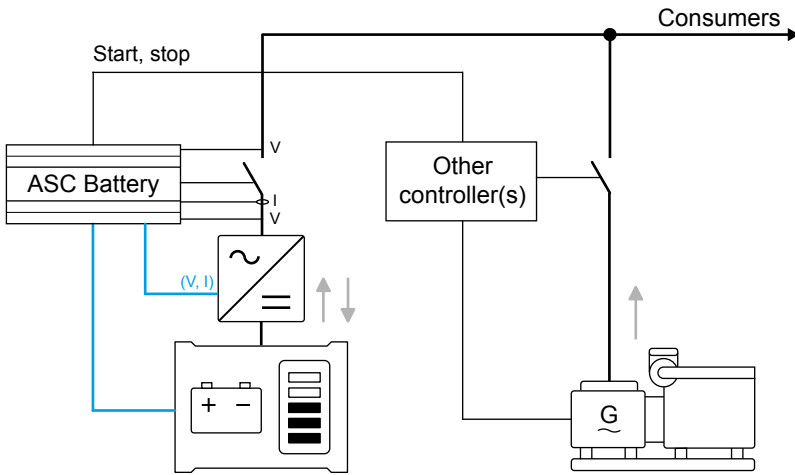 Consumers
Start, stop
V
ASC Battery
I
V
Other
controller(s)
(V, I)
+ −
G